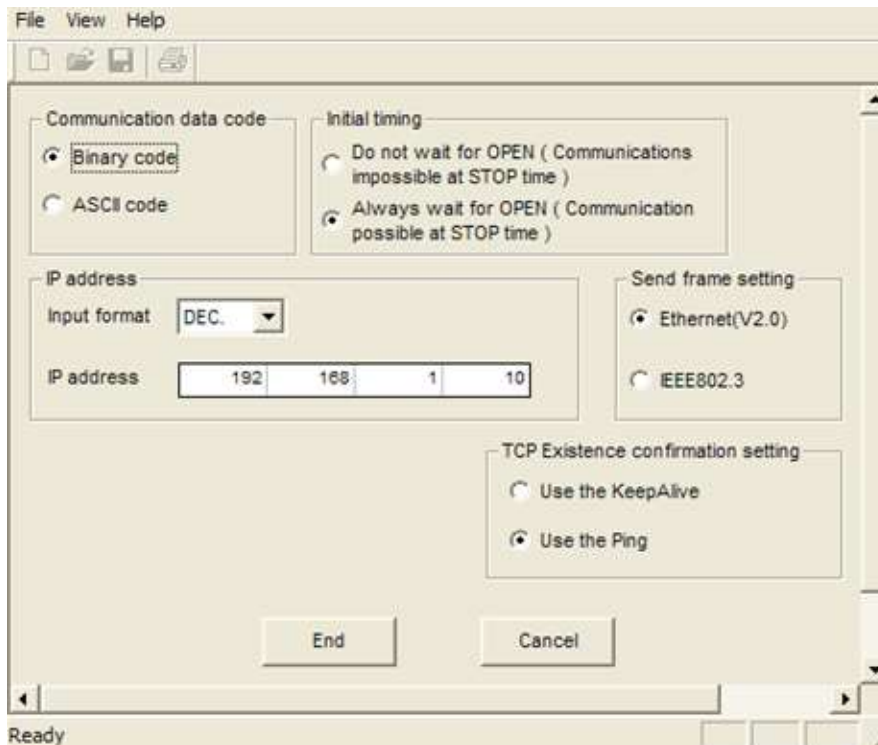 File View Help
Communication data code
Binary code
ASCII code
Initial timing
Do not wait for OPEN ( Communications
impossible at STOP time )
Always wait for OPEN ( Communication
possible at STOP time )
IP address
Input format DEC.
IP address 192 168 1 10
Send frame setting
Ethernet(V2.0)
IEEE802.3
TCP Existence confirmation setting
Use the KeepAlive
Use the Ping
End Cancel
Ready